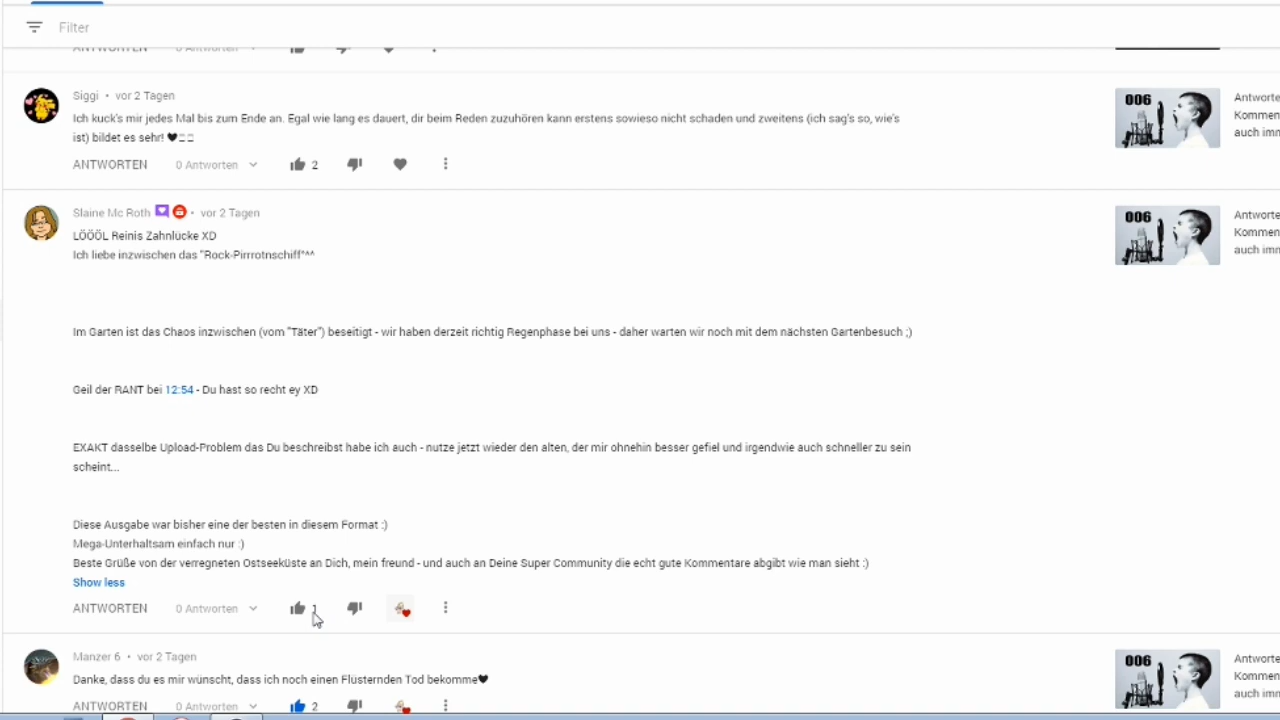 Filter
ANTWORTEN 0 Antworten
Siggi • vor 2 Tagen
Ich kuck's mir jedes Mal bis zum Ende an. Egal wie lang es dauert, dir beim Reden zuzuhören kann erstens sowieso nicht schaden und zweitens (ich sag's so, wie's
ist) bildet es sehr! ♥
ANTWORTEN 0 Antworten 2
006
Antworte
Kommen
auch imm
Slaine Mc Roth • vor 2 Tagen
LÖÖÖL Reinis Zahnlücke XD
Ich liebe inzwischen das "Rock-Pirrrotnschiff"^^
Im Garten ist das Chaos inzwischen (vom "Täter") beseitigt - wir haben derzeit richtig Regenphase bei uns - daher warten wir noch mit dem nächsten Gartenbesuch ;)
Geil der RANT bei 12:54 - Du hast so recht ey XD
EXAKT dasselbe Upload-Problem das Du beschreibst habe ich auch - nutze jetzt wieder den alten, der mir ohnehin besser gefiel und irgendwie auch schneller zu sein
scheint...
Diese Ausgabe war bisher eine der besten in diesem Format :)
Mega-Unterhaltsam einfach nur :)
Beste Grüße von der verregneten Ostseeküste an Dich, mein freund - und auch an Deine Super Community die echt gute Kommentare abgibt wie man sieht :)
Show less
ANTWORTEN 0 Antworten 1
006
Antworte
Kommen
auch imm
Manzer 6 • vor 2 Tagen
Danke, dass du es mir wünscht, dass ich noch einen Flüsternden Tod bekomme♥
ANTWORTEN 0 Antworten 2
006
Antworte
Kommen
auch imm